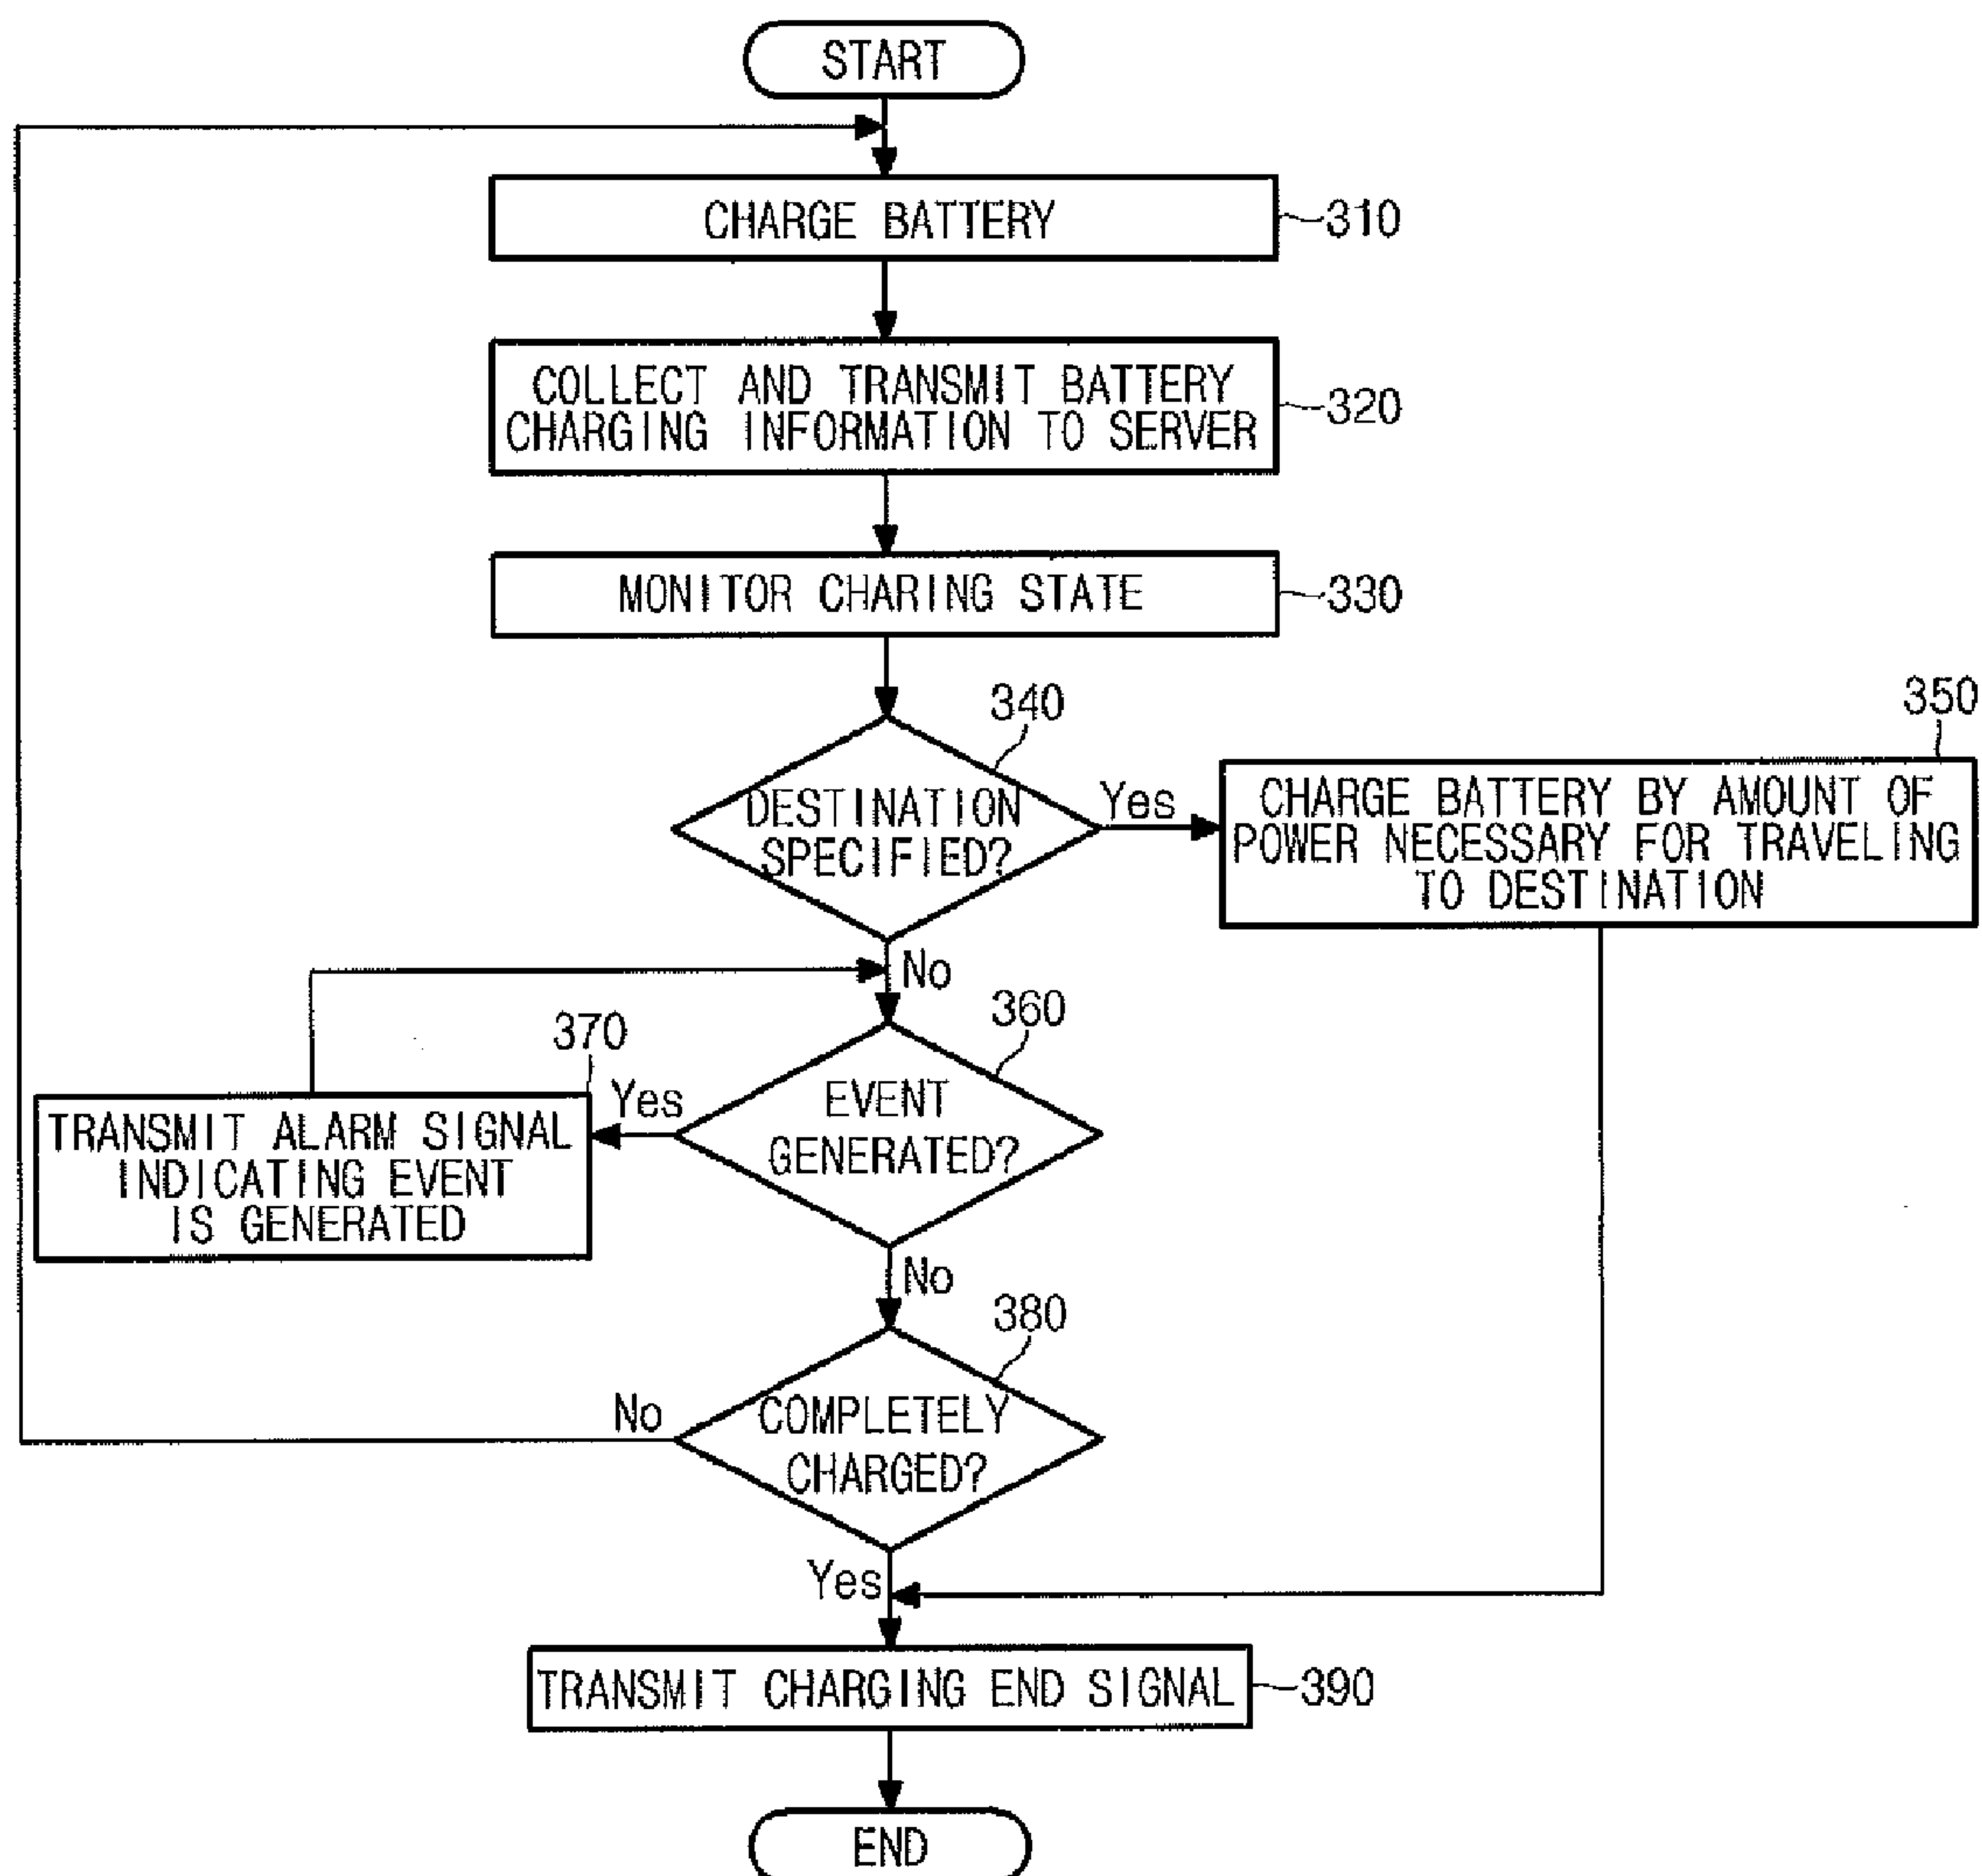 START
CHARGE BATTERY
310
COLLECT AND TRANSMIT BATTERY
CHARGING INFORMATION TO SERVER
320
MONITOR CHARING STATE
330
340
DESTINATION
SPECIFIED?
Yes
350
CHARGE BATTERY BY AMOUNT OF
POWER NECESSARY FOR TRAVELING
TO DESTINATION
No
360
EVENT
GENERATED?
Yes
370
TRANSMIT ALARM SIGNAL
INDICATING EVENT
IS GENERATED
No
380
COMPLETELY
CHARGED?
No
Yes
TRANSMIT CHARGING END SIGNAL
390
END